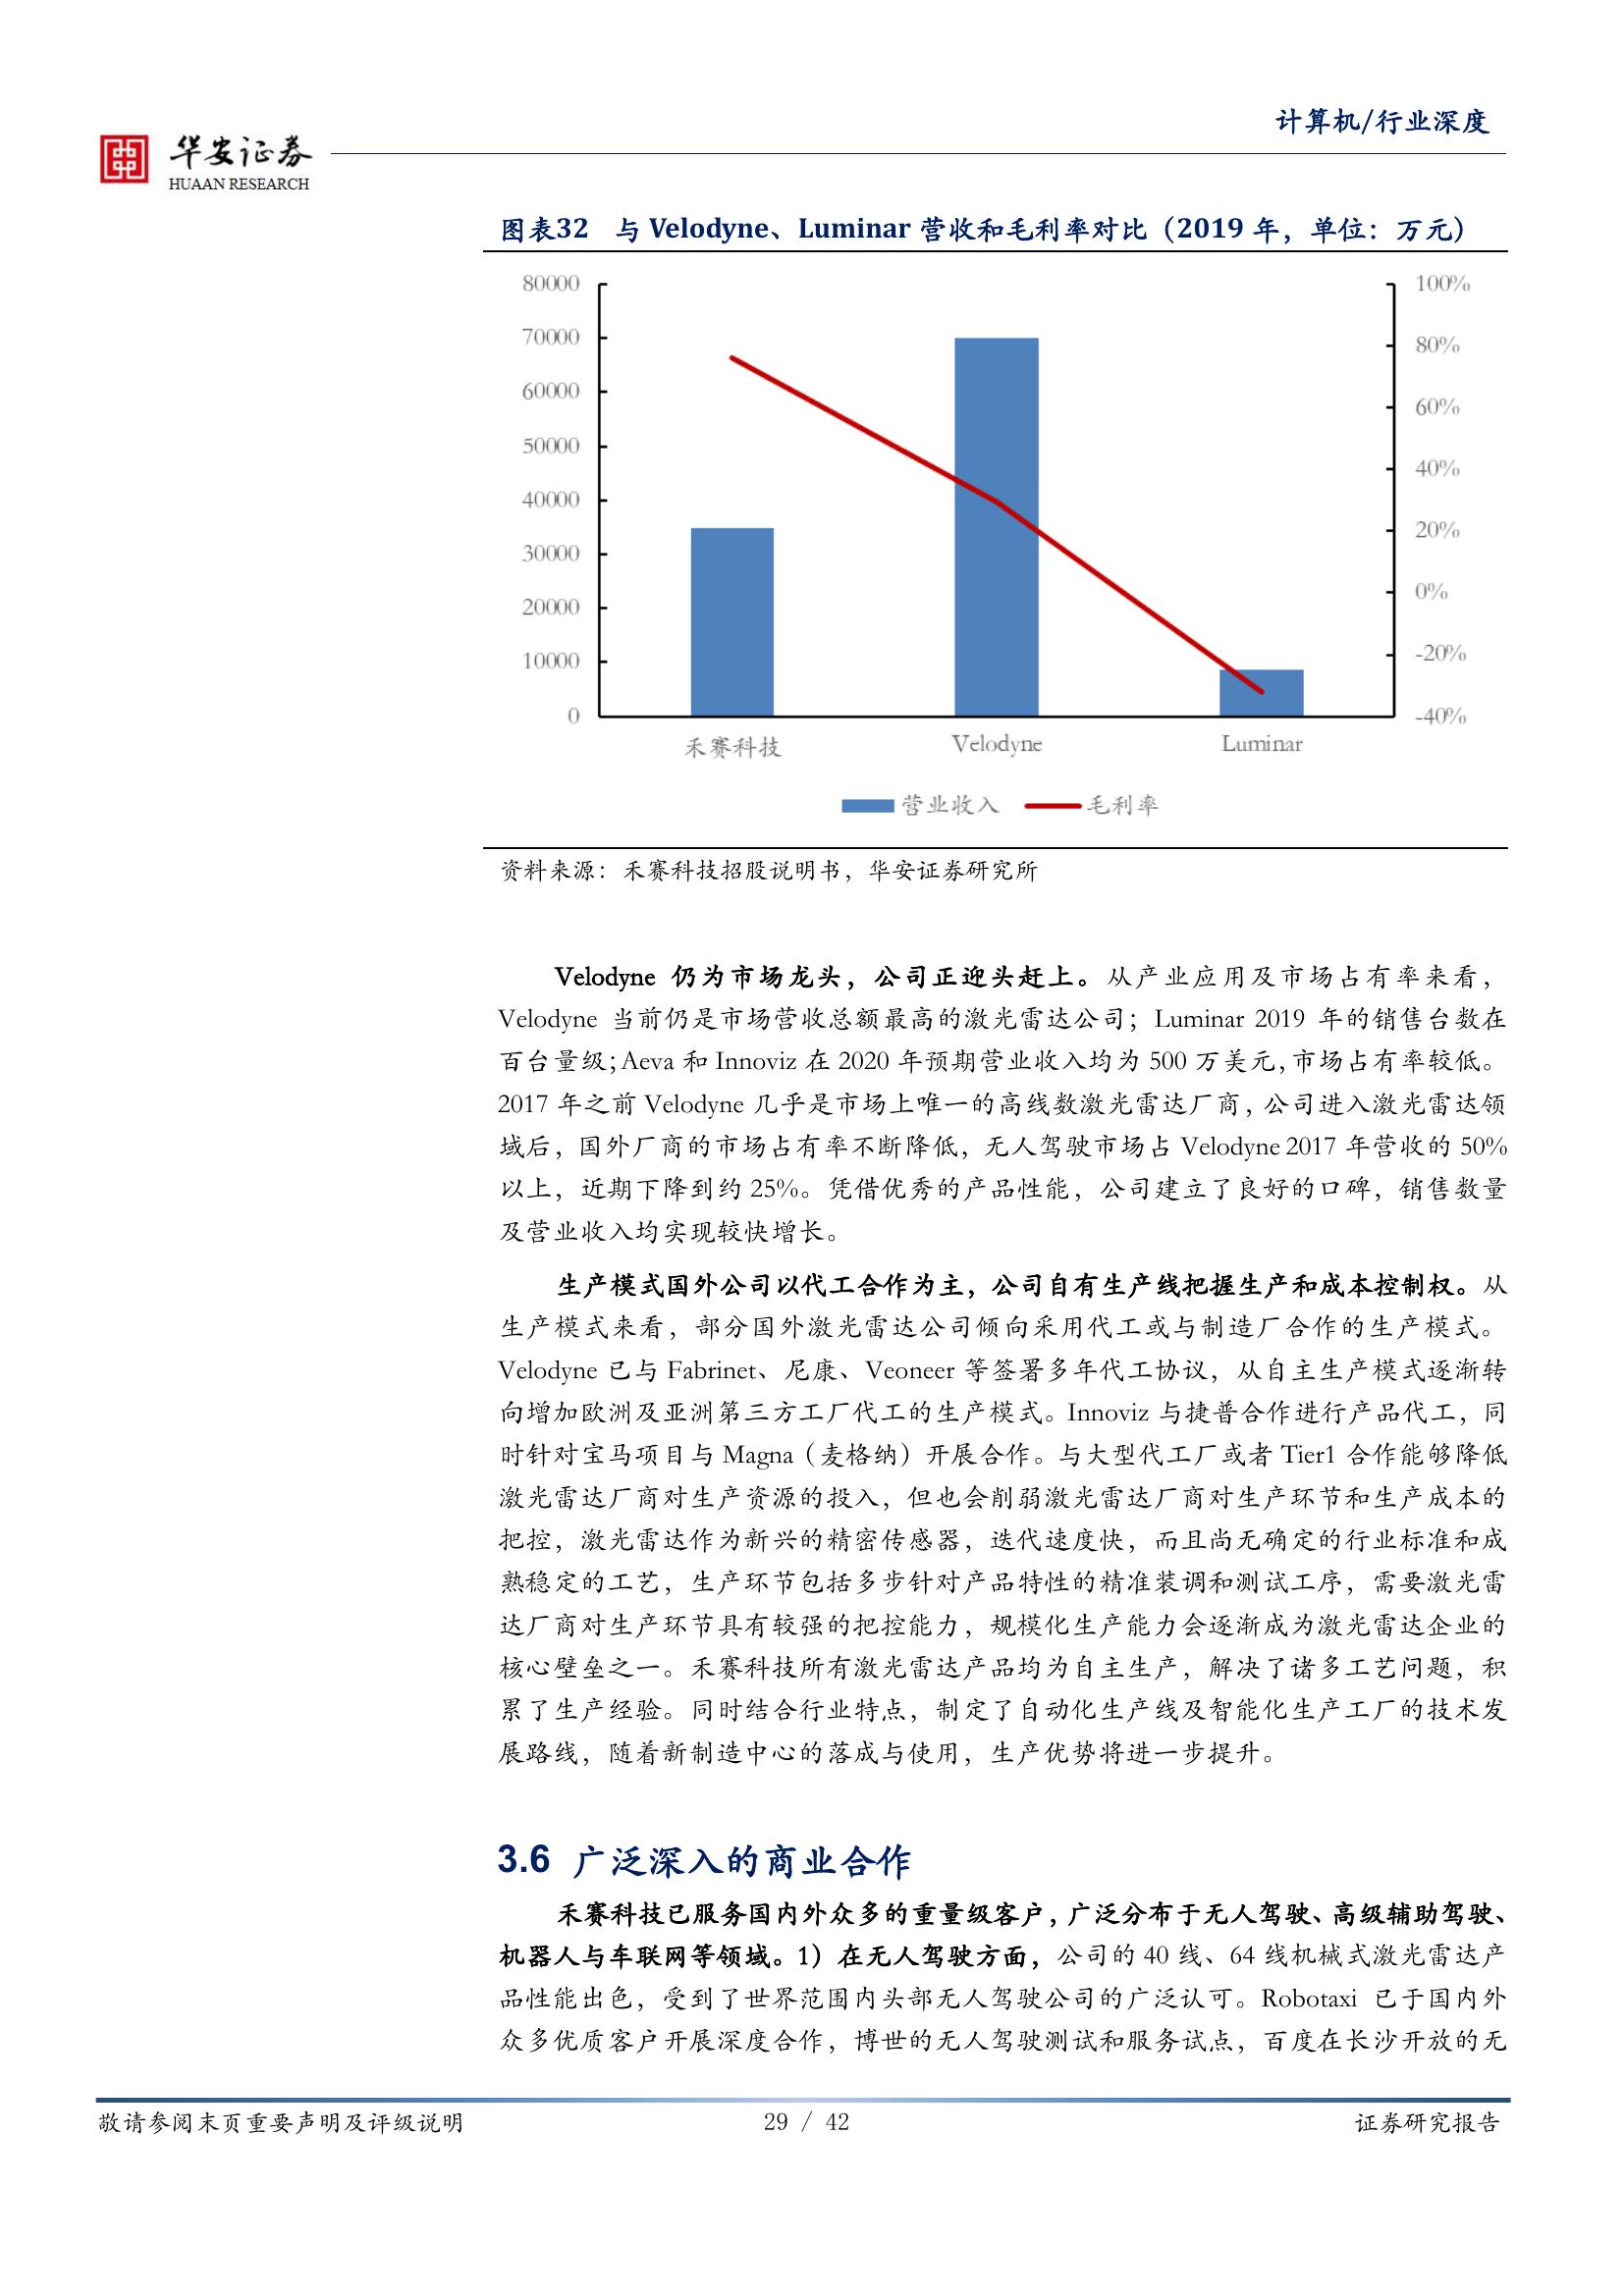 计算机/行业深度
华安证券
HUAAN RESEARCH
图表32 与 Velodyne、Luminar 营收和毛利率对比（2019 年，单位：万元）
80000
70000
60000
50000
40000
30000
20000
10000
0
100%
80%
60%
40%
20%
0%
-20%
-40%
禾赛科技 Velodyne Luminar
营业收入 毛利率
资料来源：禾赛科技招股说明书，华安证券研究所
Velodyne 仍为市场龙头，公司正迎头赶上。从产业应用及市场占有率来看，
Velodyne 当前仍是市场营收总额最高的激光雷达公司；Luminar 2019 年的销售台数在
百台量级；Aeva 和 Innoviz 在 2020 年预期营业收入均为 500 万美元，市场占有率较低。
2017 年之前 Velodyne 几乎是市场上唯一的高线数激光雷达厂商，公司进入激光雷达领
域后，国外厂商的市场占有率不断降低，无人驾驶市场占 Velodyne 2017 年营收的 50%
以上，近期下降到约 25%。凭借优秀的产品性能，公司建立了良好的口碑，销售数量
及营业收入均实现较快增长。
生产模式国外公司以代工合作为主，公司自有生产线把握生产和成本控制权。从
生产模式来看，部分国外激光雷达公司倾向采用代工或与制造厂合作的生产模式。
Velodyne 已与 Fabrinet、尼康、Veoneer 等签署多年代工协议，从自主生产模式逐渐转
向增加欧洲及亚洲第三方工厂代工的生产模式。Innoviz 与捷普合作进行产品代工，同
时针对宝马项目与 Magna（麦格纳）开展合作。与大型代工厂或者 Tier1 合作能够降低
激光雷达厂商对生产资源的投入，但也会削弱激光雷达厂商对生产环节和生产成本的
把控，激光雷达作为新兴的精密传感器，迭代速度快，而且尚无确定的行业标准和成
熟稳定的工艺，生产环节包括多步针对产品特性的精准装调和测试工序，需要激光雷
达厂商对生产环节具有较强的把控能力，规模化生产能力会逐渐成为激光雷达企业的
核心壁垒之一。禾赛科技所有激光雷达产品均为自主生产，解决了诸多工艺问题，积
累了生产经验。同时结合行业特点，制定了自动化生产线及智能化生产工厂的技术发
展路线，随着新制造中心的落成与使用，生产优势将进一步提升。
3.6 广泛深入的商业合作
禾赛科技已服务国内外众多的重量级客户，广泛分布于无人驾驶、高级辅助驾驶、
机器人与车联网等领域。1）在无人驾驶方面，公司的 40 线、64 线机械式激光雷达产
品性能出色，受到了世界范围内头部无人驾驶公司的广泛认可。Robotaxi 已于国内外
众多优质客户开展深度合作，博世的无人驾驶测试和服务试点，百度在长沙开放的无
敬请参阅末页重要声明及评级说明 29 / 42 证券研究报告